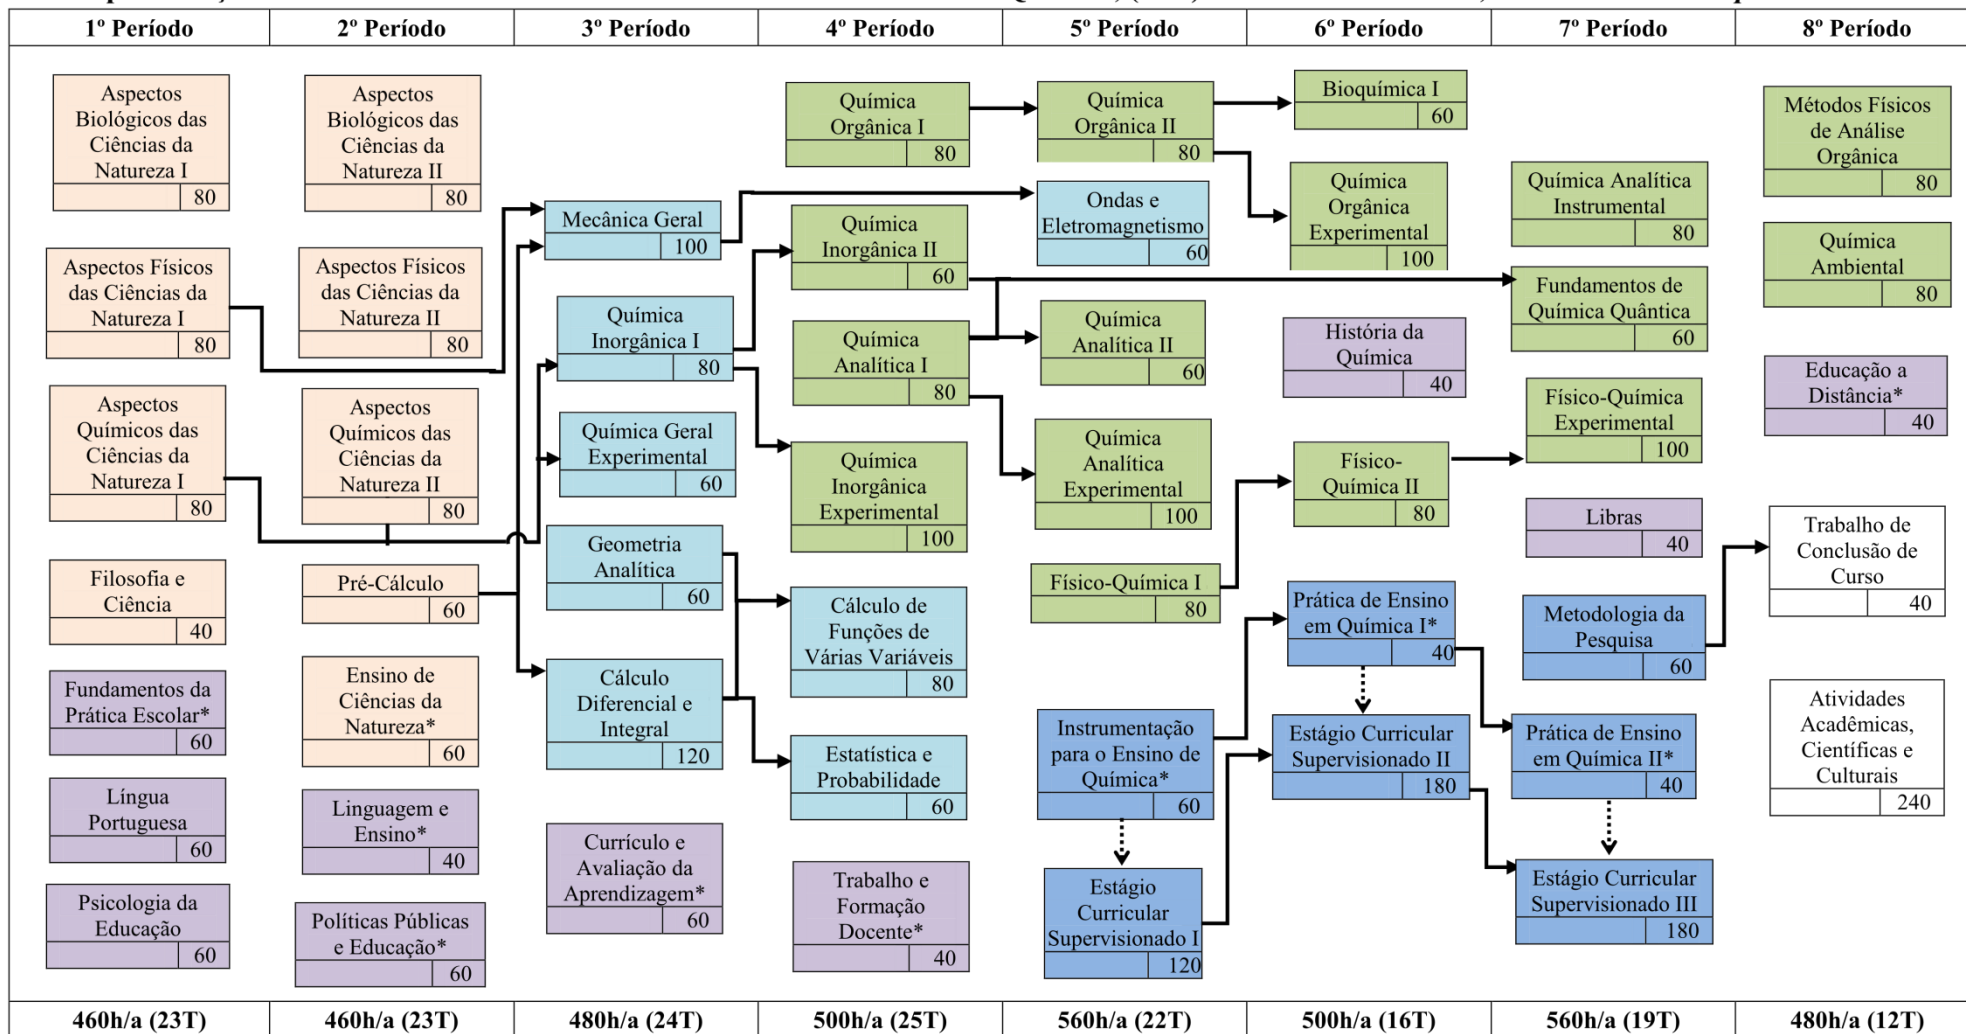 1º Período
2º Período
3º Período
4º Período
5º Período
6º Período
7º Período
8º Período
Aspectos
Biológicos das
Ciências da
Natureza I
80
Aspectos Físicos
das Ciências da
Natureza I
80
Aspectos
Químicos das
Ciências da
Natureza I
80
Filosofia e
Ciência
40
Fundamentos da
Prática Escolar*
60
Língua
Portuguesa
60
Psicologia da
Educação
60
Aspectos
Biológicos das
Ciências da
Natureza II
80
Aspectos Físicos
das Ciências da
Natureza II
80
Aspectos
Químicos das
Ciências da
Natureza II
80
Pré-Cálculo
60
Ensino de
Ciências da
Natureza*
60
Linguagem e
Ensino*
40
Políticas Públicas
e Educação*
60
Mecânica Geral
100
Química
Inorgânica I
80
Química Geral
Experimental
60
Geometria
Analítica
60
Cálculo
Diferencial e
Integral
120
Currículo e
Avaliação da
Aprendizagem*
60
Química
Orgânica I
80
Química
Inorgânica II
60
Química
Analítica I
80
Química
Inorgânica
Experimental
100
Cálculo de
Funções de
Várias Variáveis
80
Estatística e
Probabilidade
60
Trabalho e
Formação
Docente*
40
Química
Orgânica II
80
Ondas e
Eletromagnetismo
60
Química
Analítica II
60
Química
Analítica
Experimental
100
Físico-Química I
80
Instrumentação
para o Ensino de
Química*
60
Estágio
Curricular
Supervisionado I
120
Bioquímica I
60
Química
Orgânica
Experimental
100
História da
Química
40
Físico-
Química II
80
Prática de Ensino
em Química I*
40
Estágio Curricular
Supervisionado II
180
Química Analítica
Instrumental
80
Fundamentos de
Química Quântica
60
Físico-Química
Experimental
100
Libras
40
Metodologia da
Pesquisa
60
Prática de Ensino
em Química II*
40
Estágio Curricular
Supervisionado III
180
Métodos Físicos
de Análise
Orgânica
80
Química
Ambiental
80
Educação a
Distância*
40
Trabalho de
Conclusão de
Curso
40
Atividades
Acadêmicas,
Científicas e
Culturais
240
460h/a (23T)
460h/a (23T)
480h/a (24T)
500h/a (25T)
560h/a (22T)
500h/a (16T)
560h/a (19T)
480h/a (12T)